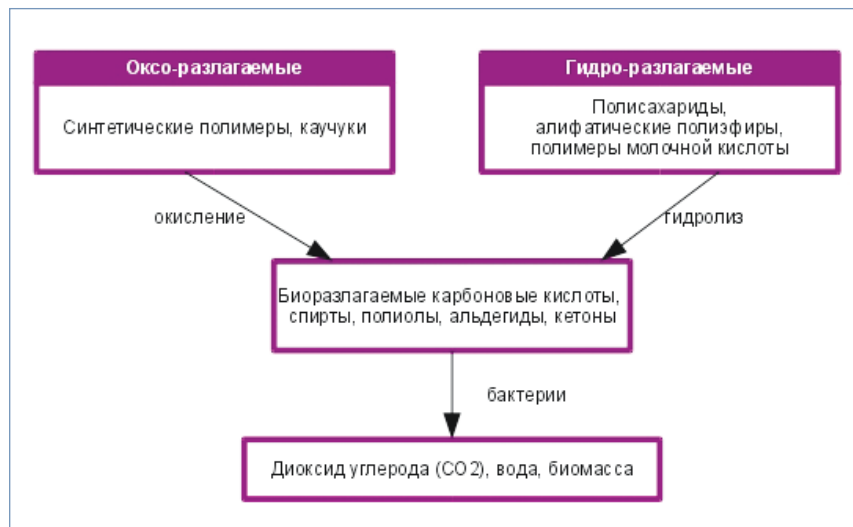 Оксо-разлагаемые
Синтетические полимеры, каучуки
Гидро-разлагаемые
Полисахариды,
алифатические полиэфиры,
полимеры молочной кислоты
окисление
гидролиз
Биоразлагаемые карбоновые кислоты,
спирты, полиолы, альдегиды, кетоны
бактерии
Диоксид углерода (CO2), вода, биомасса